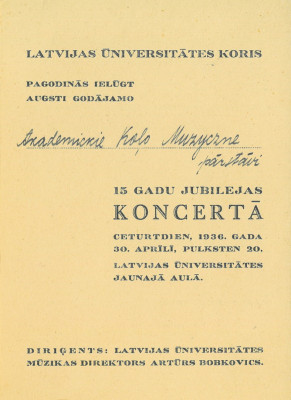 LATVIJAS ŪNIVERSITĀTES KORIS
PAGODINĀS IELŪGT
AUGSTI GODĀJAMO
Akademickie Koło Muzyczne
pārstāvi
15 GADU JUBILEJAS
KONCERTĀ
CETURTDIEN, 1936. GADA
30. APRĪLĪ, PULKSTEN 20.
LATVIJAS ŪNIVERSITĀTES
JAUNAJĀ AULĀ.
DIRIĢENTS: LATVIJAS ŪNIVERSITĀTES
MŪZIKAS DIREKTORS ARTŪRS BOBKOVICS.